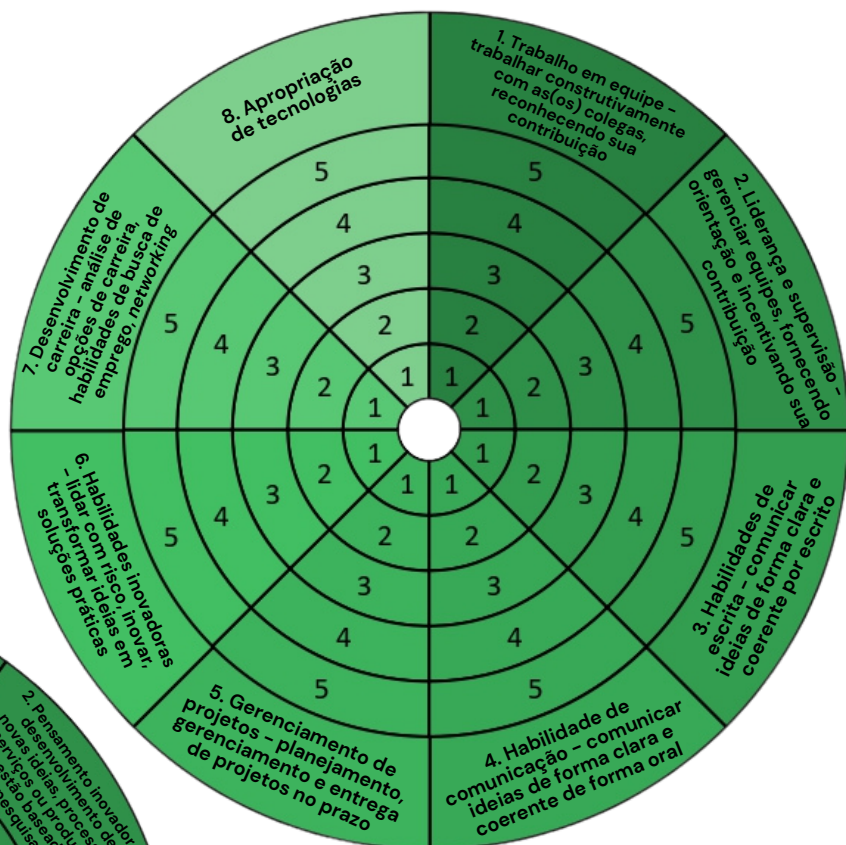 1. Trabalho em equipe –
trabalhar construtivamente
com as(os) colegas,
reconhecendo sua
contribuição
5
4
3
2
1
2. Liderança e supervisão –
gerenciar equipes, fornecendo
orientação e incentivando sua
contribuição
5
4
3
2
1
3. Habilidades de
escrita – comunicar
ideias de forma clara e
coerente por escrito
5
4
3
2
1
4. Habilidade de
comunicação – comunicar
ideias de forma clara e
coerente de forma oral
5
4
3
2
1
5. Gerenciamento de
projetos – planejamento,
gerenciamento e entrega
de projetos no prazo
5
4
3
2
1
6. Habilidades inovadoras
– lidar com risco, inovar,
transformar ideias em
soluções práticas
5
4
3
2
1
7. Desenvolvimento de
carreira – análise de
opções de carreira,
habilidades de busca de
emprego, networking
5
4
3
2
1
8. Apropriação
de tecnologias
5
4
3
2
1
2. Pensamento inovador
desenvolvimento de
novas ideias,
ou